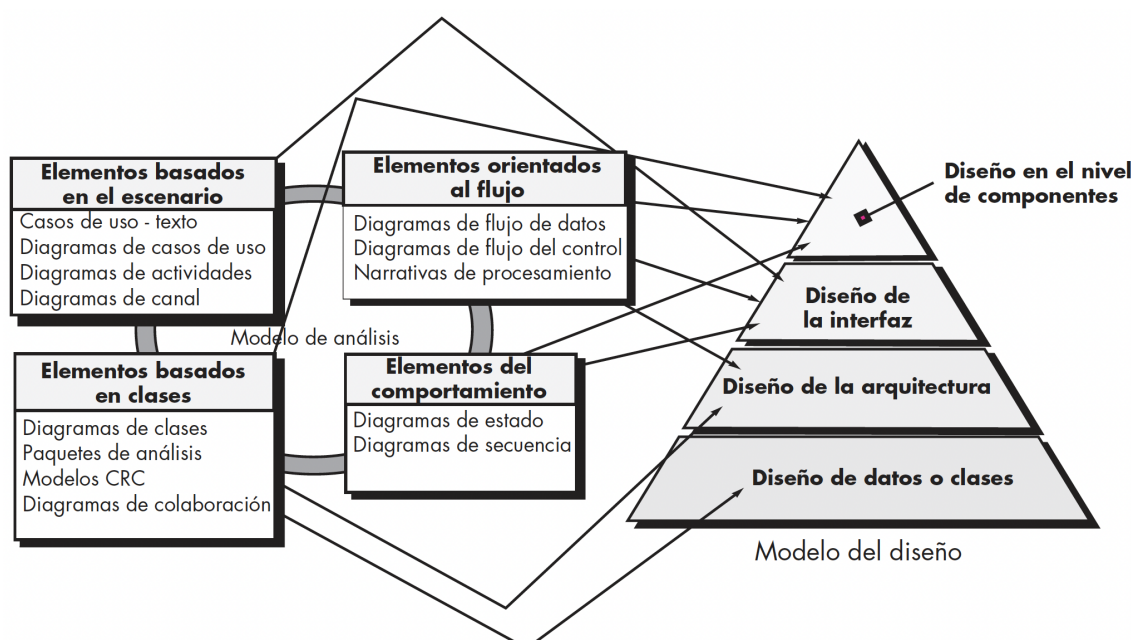 Elementos basados
en el escenario
Casos de uso - texto
Diagramas de casos de uso
Diagramas de actividades
Diagramas de canal
Elementos orientados
al flujo
Diagramas de flujo de datos
Diagramas de flujo del control
Narrativas de procesamiento
Modelo de análisis
Elementos basados
en clases
Diagramas de clases
Paquetes de análisis
Modelos CRC
Diagramas de colaboración
Elementos del
comportamiento
Diagramas de estado
Diagramas de secuencia
Diseño en el nivel
de componentes
Diseño de
la interfaz
Diseño de la arquitectura
Diseño de datos o clases
Modelo del diseño